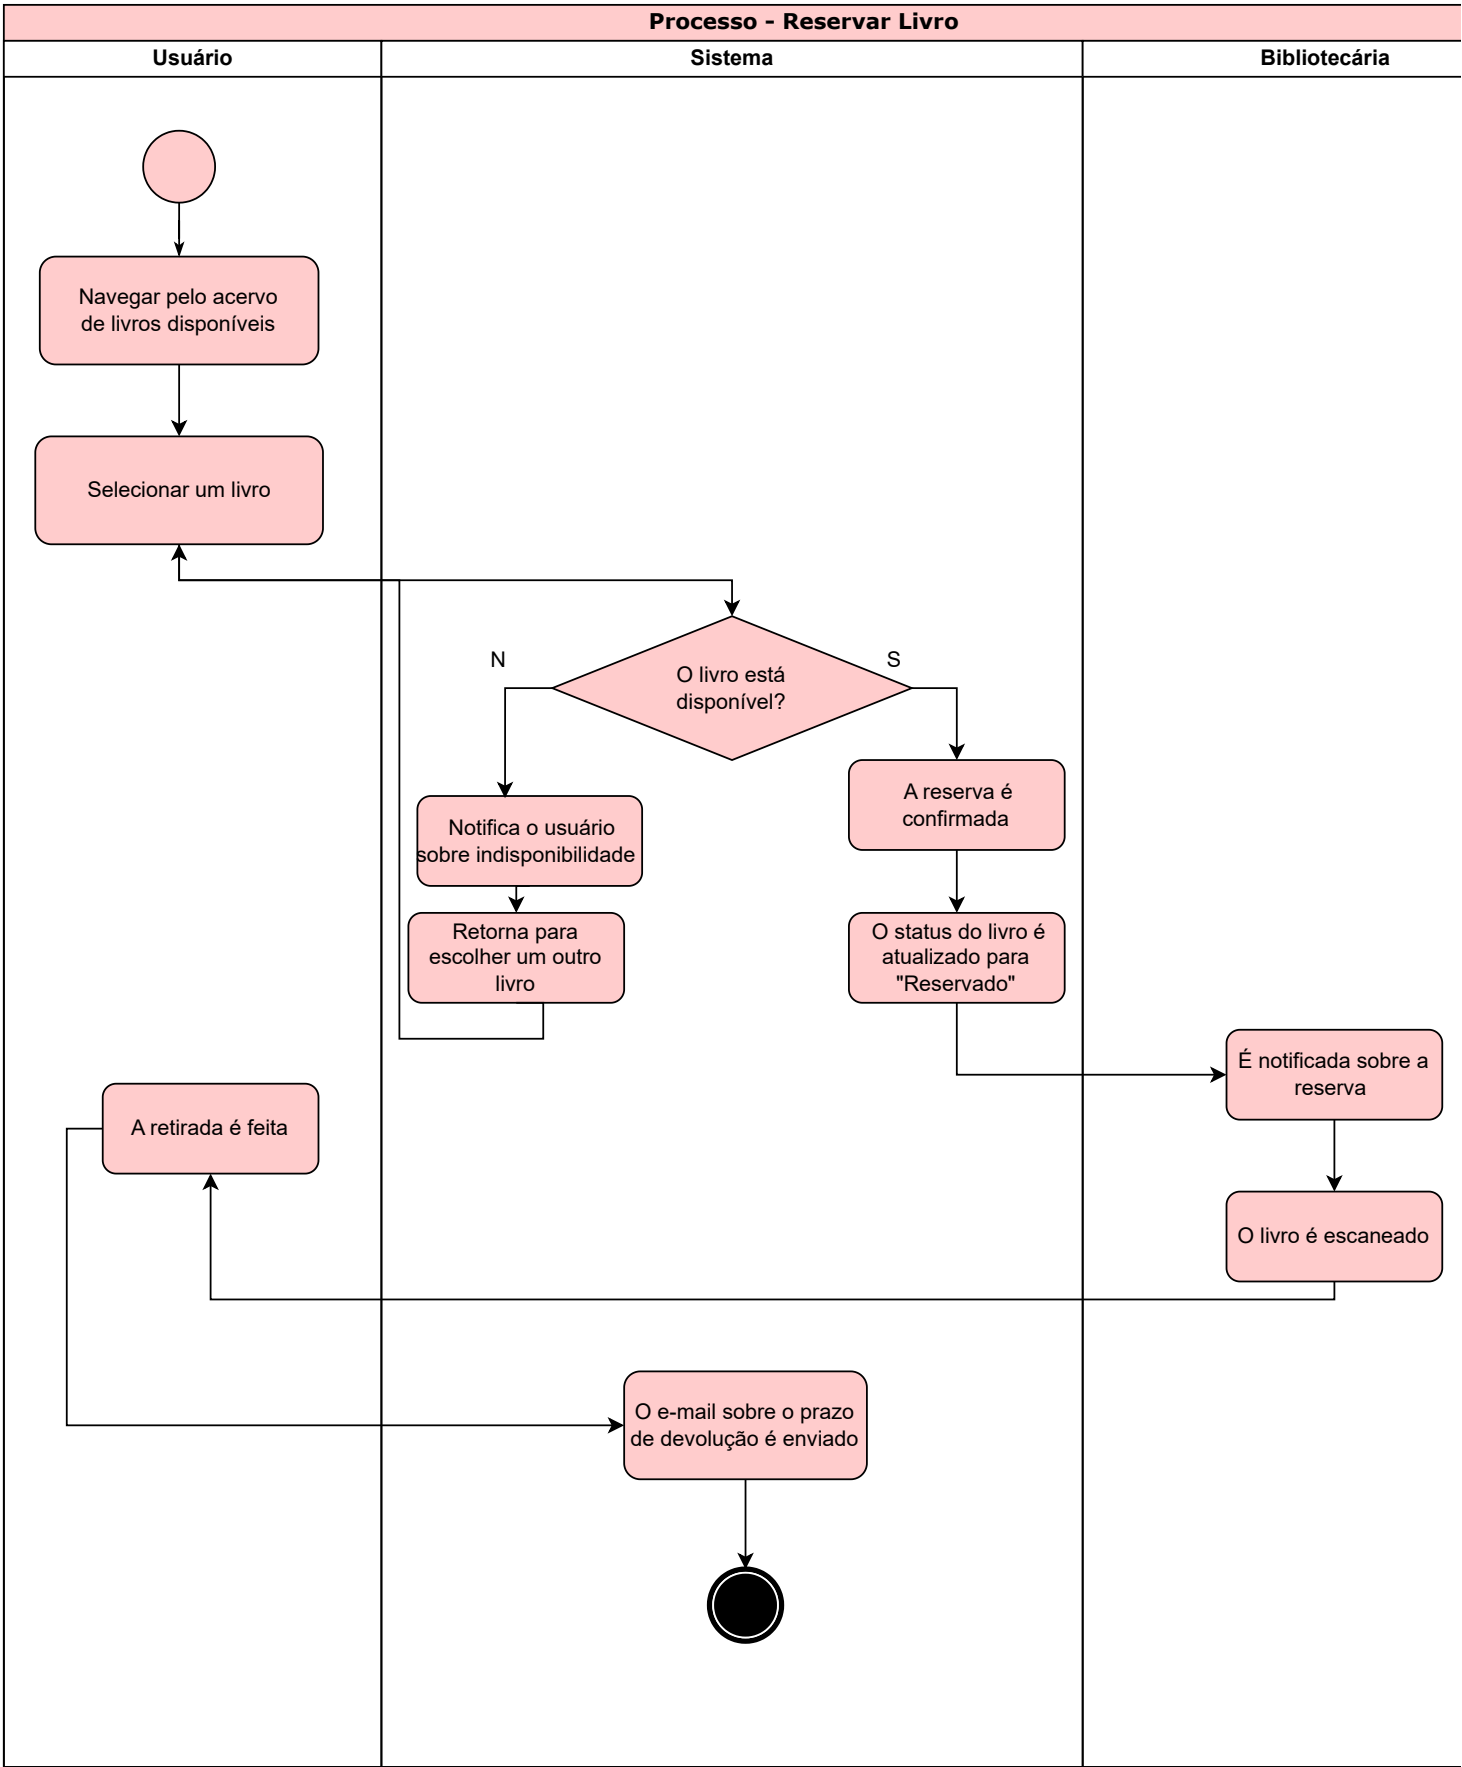 Processo - Reservar Livro
Usuário
Sistema
Bibliotecária
Navegar pelo acervo
de livros disponíveis
Selecionar um livro
N
S
O livro está
disponível?
A reserva é
confirmada
Notifica o usuário
sobre indisponibilidade
Retorna para
escolher um outro
livro
O status do livro é
atualizado para
"Reservado"
É notificada sobre a
reserva
A retirada é feita
O livro é escaneado
O e-mail sobre o prazo
de devolução é enviado